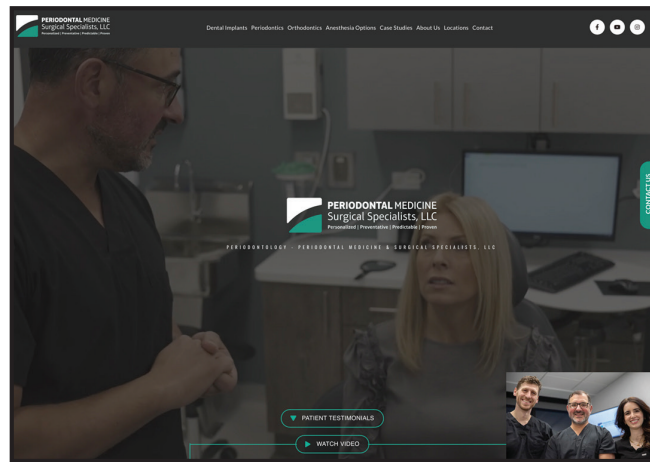 PERIODONTAL MEDICINE
Surgical Specialists, LLC
Personalized | Preventative | Predictable | Proven
Dental Implants Periodontics Orthodontics Anesthesia Options Case Studies About Us Locations Contact
CONTACT US
PERIODONTAL MEDICINE
Surgical Specialists, LLC
Personalized | Preventative | Predictable | Proven
PERIODONTOLOGY - PERIODONTAL MEDICINE & SURGICAL SPECIALISTS, LLC
PATIENT TESTIMONIALS
WATCH VIDEO